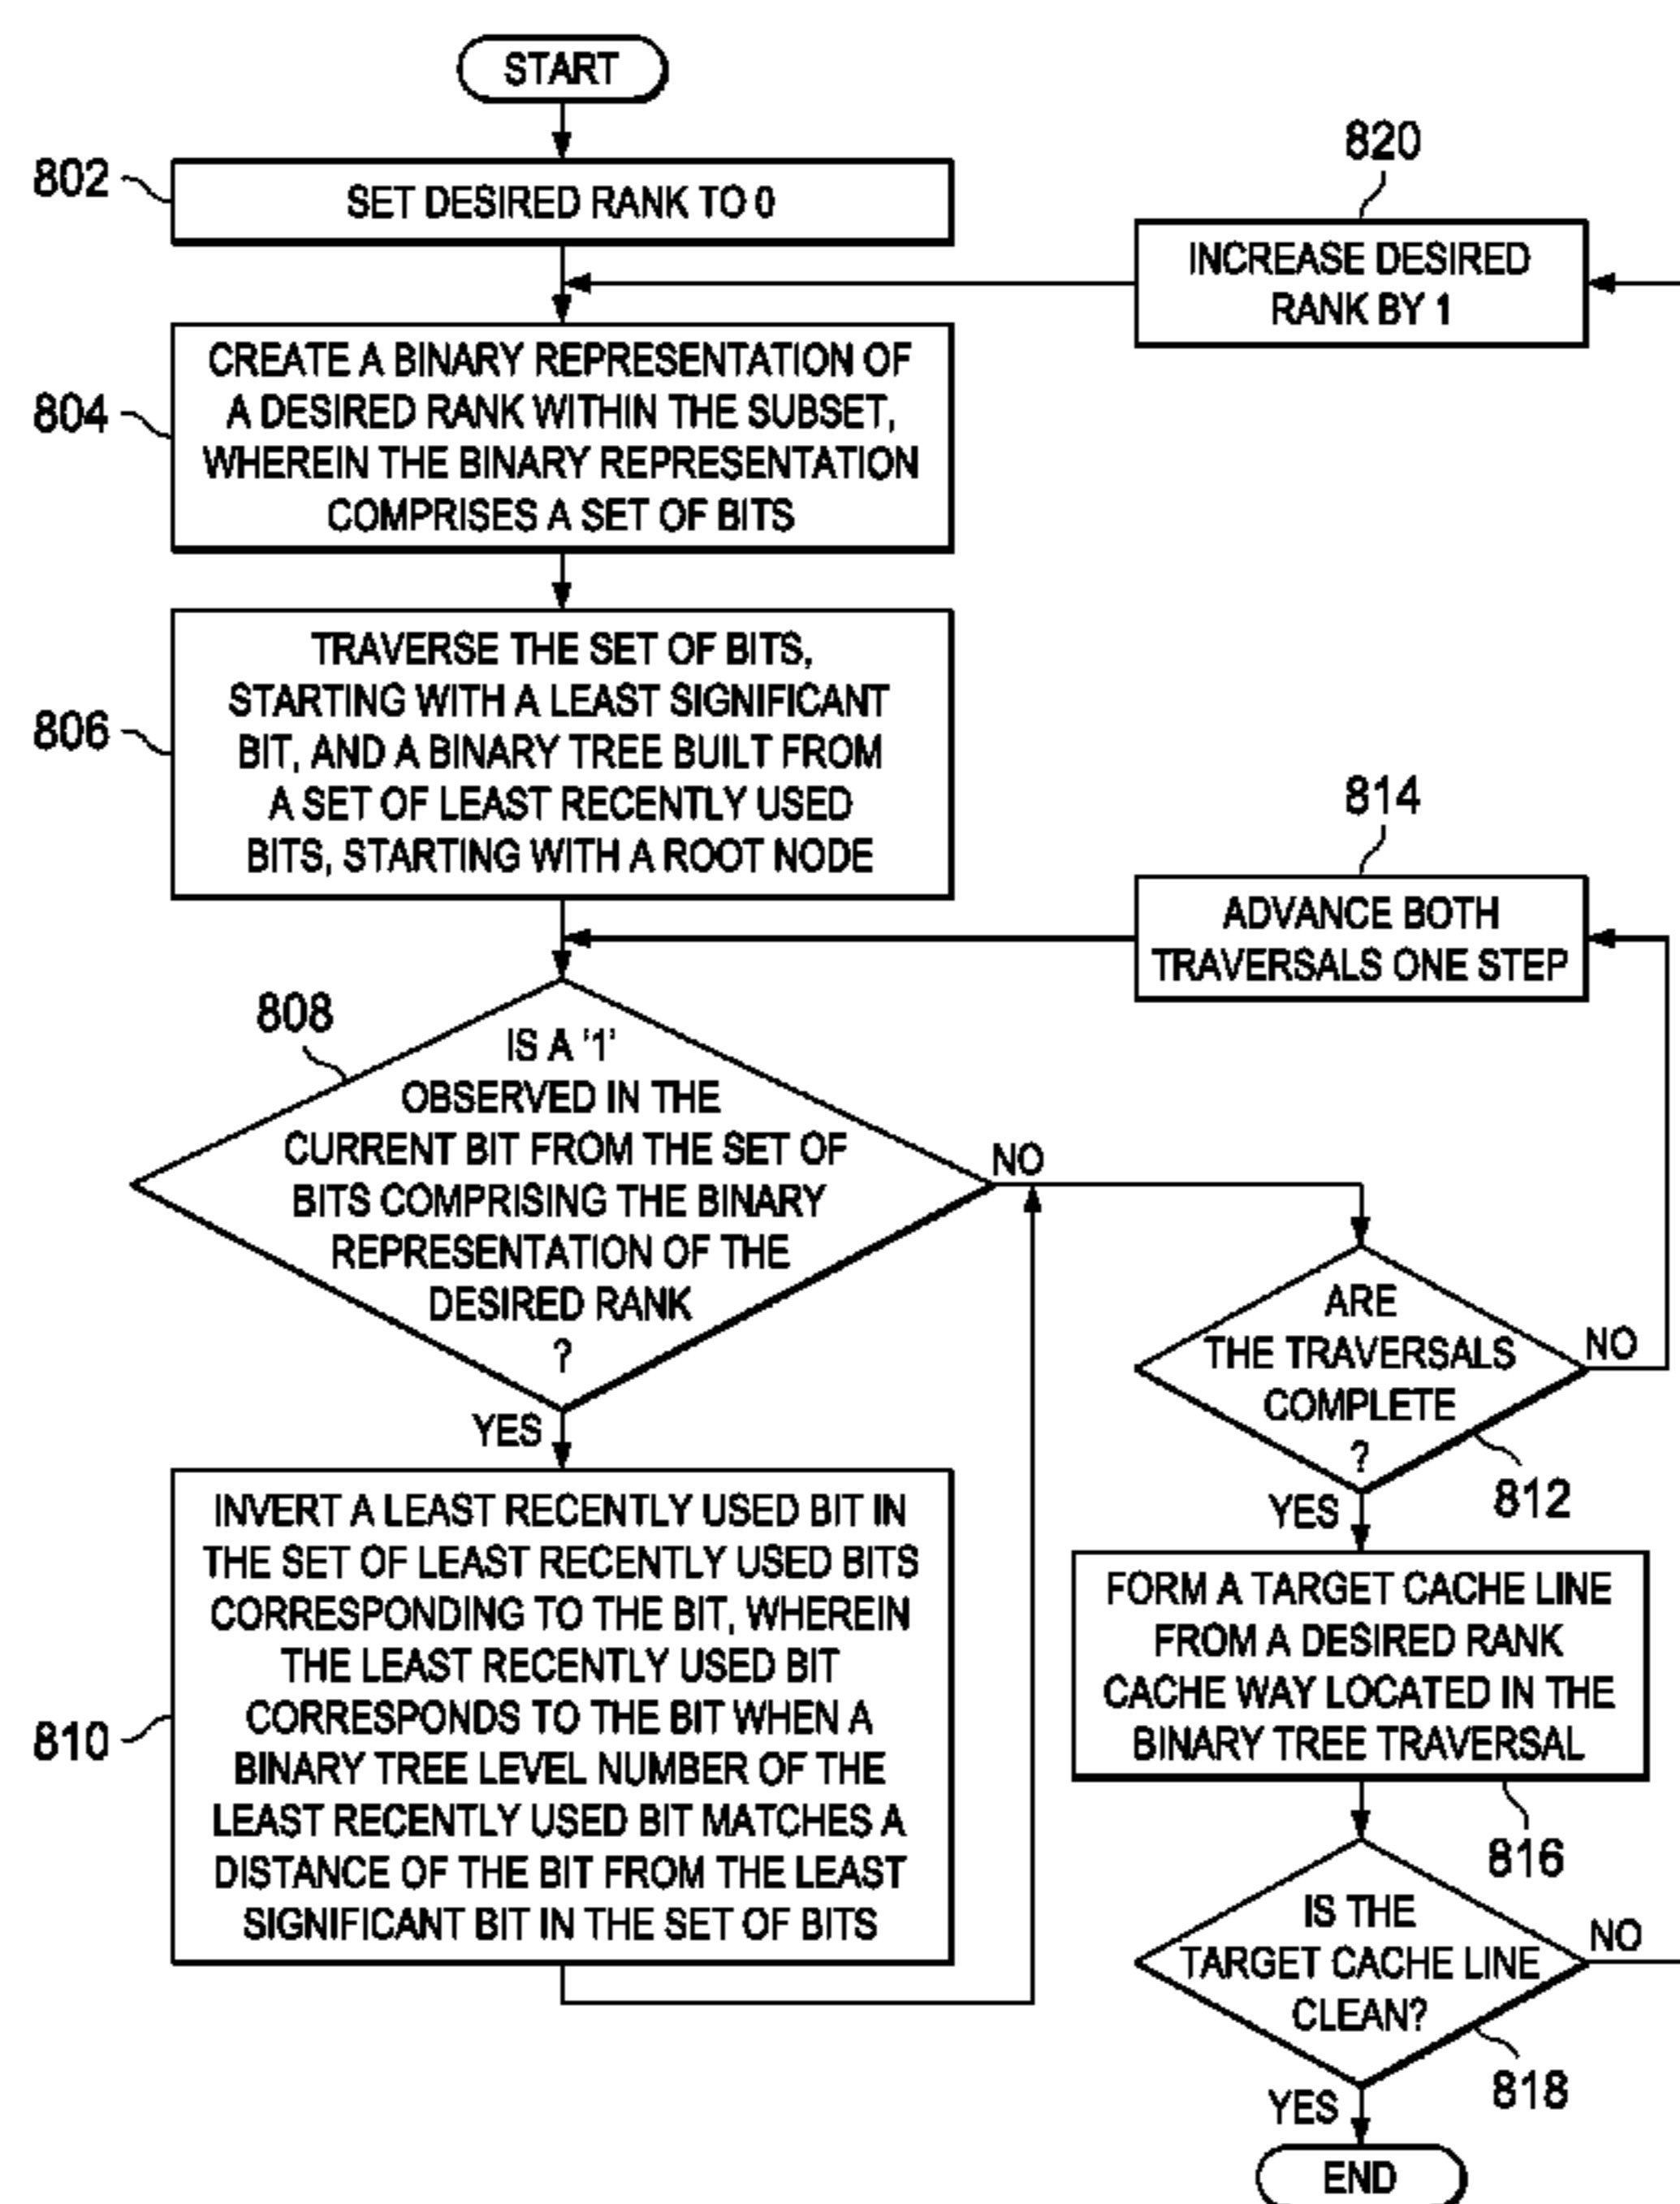 START
802
SET DESIRED RANK TO 0
820
INCREASE DESIRED
RANK BY 1
804
CREATE A BINARY REPRESENTATION OF
A DESIRED RANK WITHIN THE SUBSET,
WHEREIN THE BINARY REPRESENTATION
COMPRISES A SET OF BITS
806
TRAVERSE THE SET OF BITS,
STARTING WITH A LEAST SIGNIFICANT
BIT, AND A BINARY TREE BUILT FROM
A SET OF LEAST RECENTLY USED
BITS, STARTING WITH A ROOT NODE
814
ADVANCE BOTH
TRAVERSALS ONE STEP
808
IS A '1'
OBSERVED IN THE
CURRENT BIT FROM THE SET OF
BITS COMPRISING THE BINARY
REPRESENTATION OF THE
DESIRED RANK
?
NO
YES
ARE
THE TRAVERSALS
COMPLETE
?
NO
812
YES
810
INVERT A LEAST RECENTLY USED BIT IN
THE SET OF LEAST RECENTLY USED BITS
CORRESPONDING TO THE BIT, WHEREIN
THE LEAST RECENTLY USED BIT
CORRESPONDS TO THE BIT WHEN A
BINARY TREE LEVEL NUMBER OF THE
LEAST RECENTLY USED BIT MATCHES A
DISTANCE OF THE BIT FROM THE LEAST
SIGNIFICANT BIT IN THE SET OF BITS
FORM A TARGET CACHE LINE
FROM A DESIRED RANK
CACHE WAY LOCATED IN THE
BINARY TREE TRAVERSAL
816
IS THE
TARGET CACHE LINE
CLEAN?
NO
818
YES
END